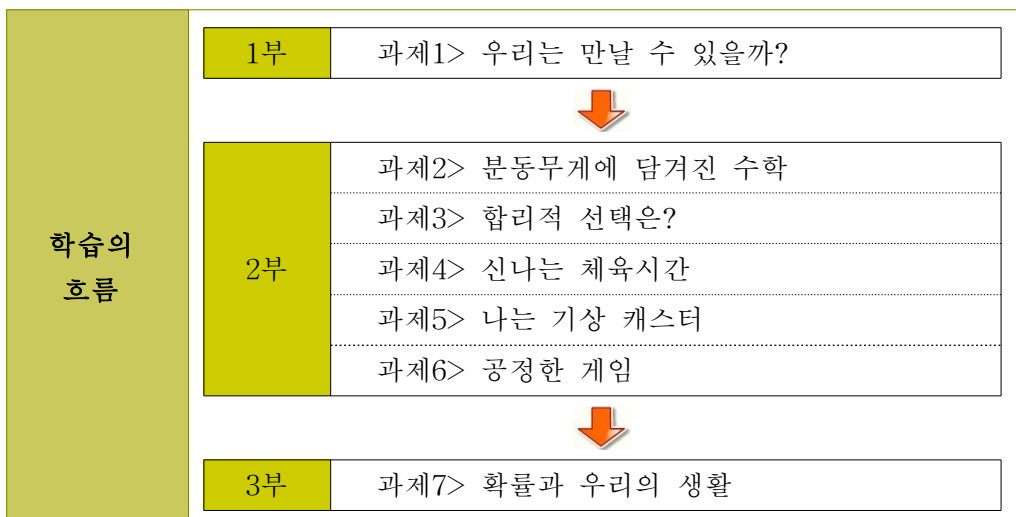 학습의
흐름
1부
과제1> 우리는 만날 수 있을까?
2부
과제2> 분동무게에 담겨진 수학
과제3> 합리적 선택은?
과제4> 신나는 체육시간
과제5> 나는 기상 캐스터
과제6> 공정한 게임
3부
과제7> 확률과 우리의 생활